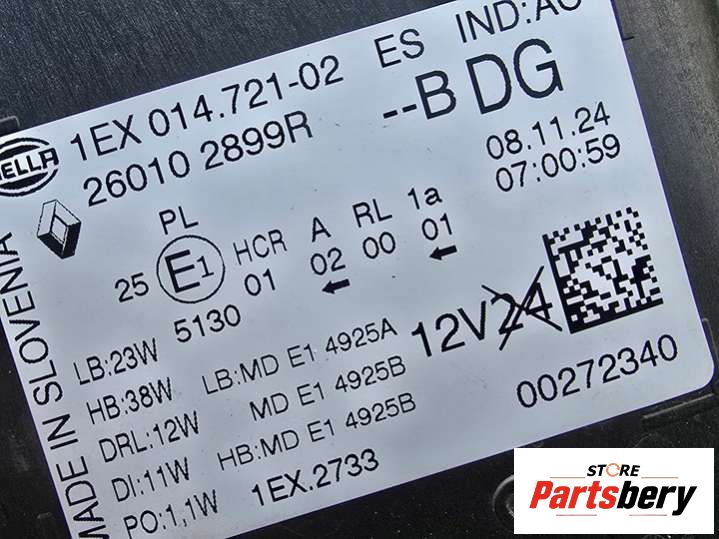 ES IND:AC
1EX 014.721-02
--B DG
HELLA
26010 2899R
08.11.24
07:00:59
MADE IN SLOVENIA
PL
25 E1 HCR A RL 1a
01 02 00 01
5130
LB:23W LB:MD E1 4925A
12V24
HB:38W MD E1 4925B
DRL:12W HB:MD E1 4925B
00272340
DI:11W
PO:1,1W 1EX.2733
STORE
Partsbery